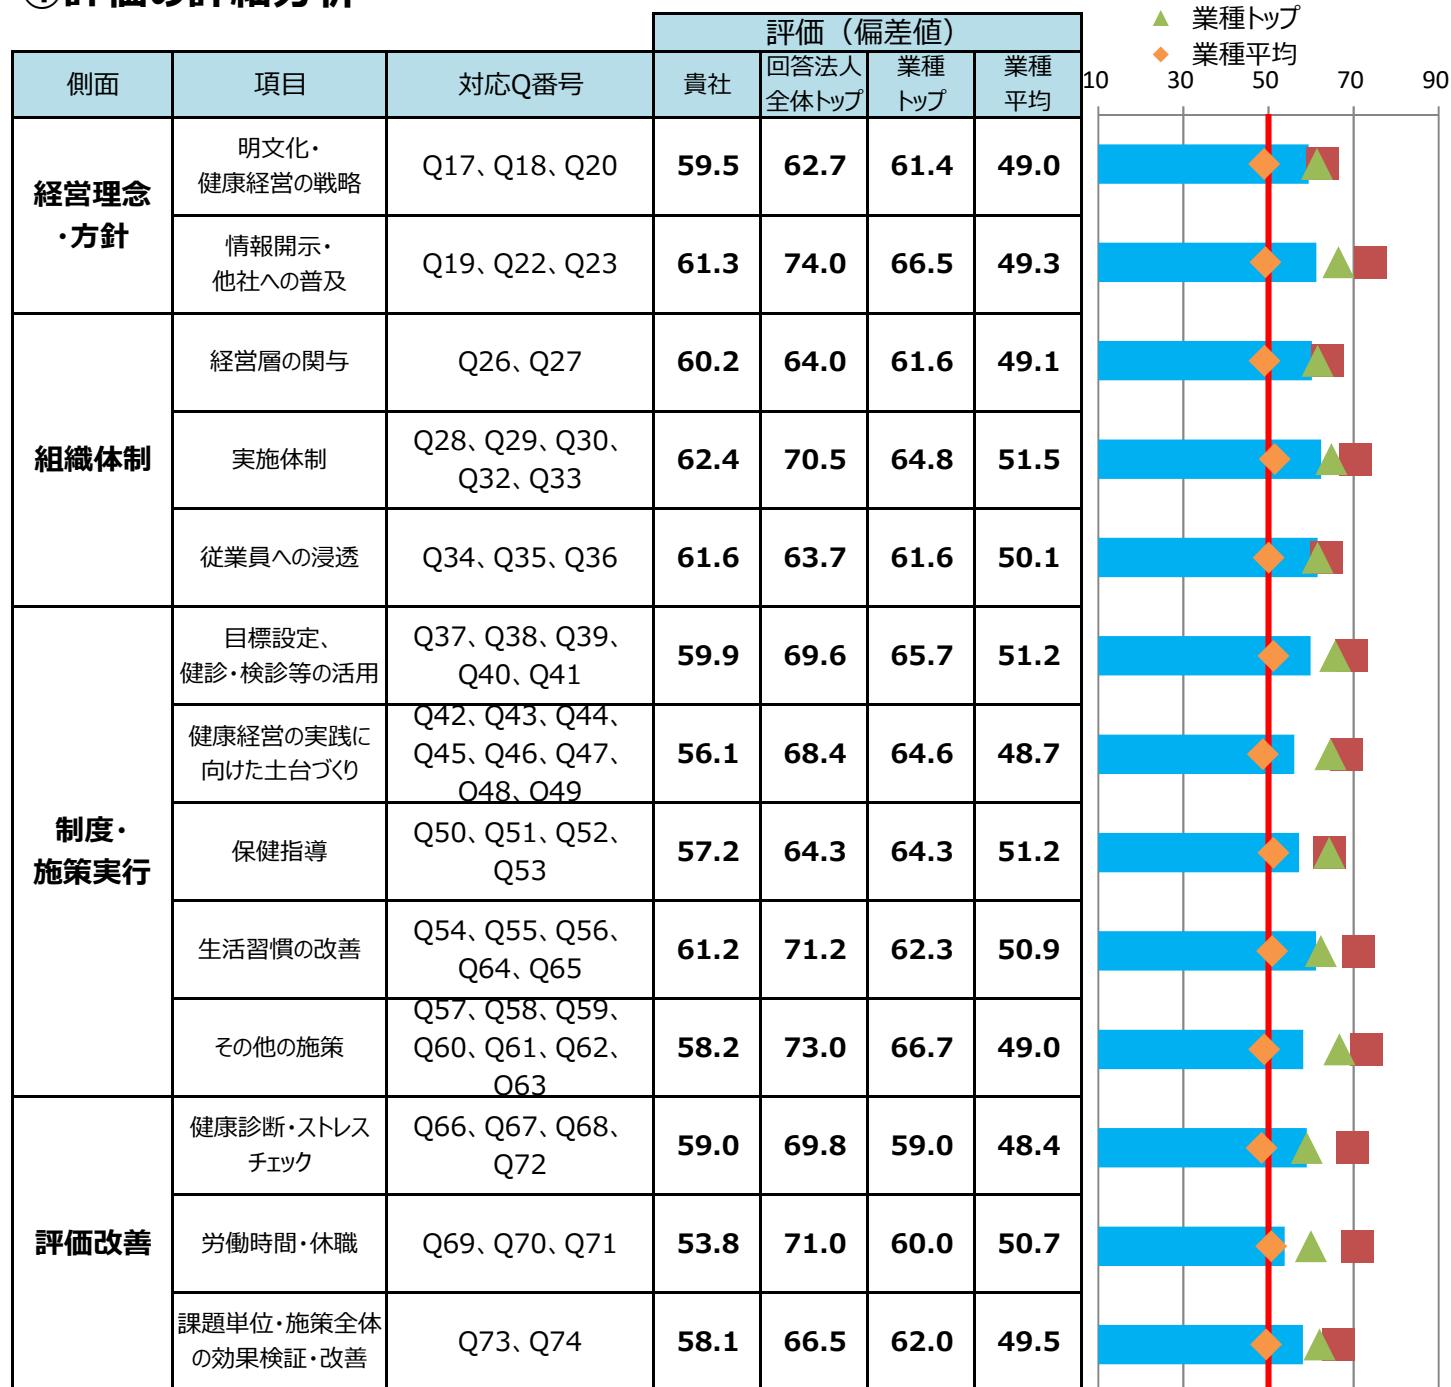 ①評価の詳細分析
業種トップ
業種平均
評価（偏差値）
側面 項目 対応Q番号 貴社 回答法人 業種 業種
全体トップ トップ 平均
10 30 50 70 90
経営理念
・方針
明文化・
健康経営の戦略
Q17、Q18、Q20 59.5 62.7 61.4 49.0
情報開示・
他社への普及
Q19、Q22、Q23 61.3 74.0 66.5 49.3
組織体制
経営層の関与 Q26、Q27 60.2 64.0 61.6 49.1
実施体制
Q28、Q29、Q30、
Q32、Q33
62.4 70.5 64.8 51.5
従業員への浸透 Q34、Q35、Q36 61.6 63.7 61.6 50.1
制度・
施策実行
目標設定、
健診・検診等の活用
Q37、Q38、Q39、
Q40、Q41
59.9 69.6 65.7 51.2
健康経営の実践に
向けた土台づくり
Q42、Q43、Q44、
Q45、Q46、Q47、
Q48、Q49
56.1 68.4 64.6 48.7
保健指導
Q50、Q51、Q52、
Q53
57.2 64.3 64.3 51.2
生活習慣の改善
Q54、Q55、Q56、
Q64、Q65
61.2 71.2 62.3 50.9
その他の施策
Q57、Q58、Q59、
Q60、Q61、Q62、
Q63
58.2 73.0 66.7 49.0
評価改善
健康診断・ストレス
チェック
Q66、Q67、Q68、
Q72
59.0 69.8 59.0 48.4
労働時間・休職 Q69、Q70、Q71 53.8 71.0 60.0 50.7
課題単位・施策全体
の効果検証・改善
Q73、Q74 58.1 66.5 62.0 49.5